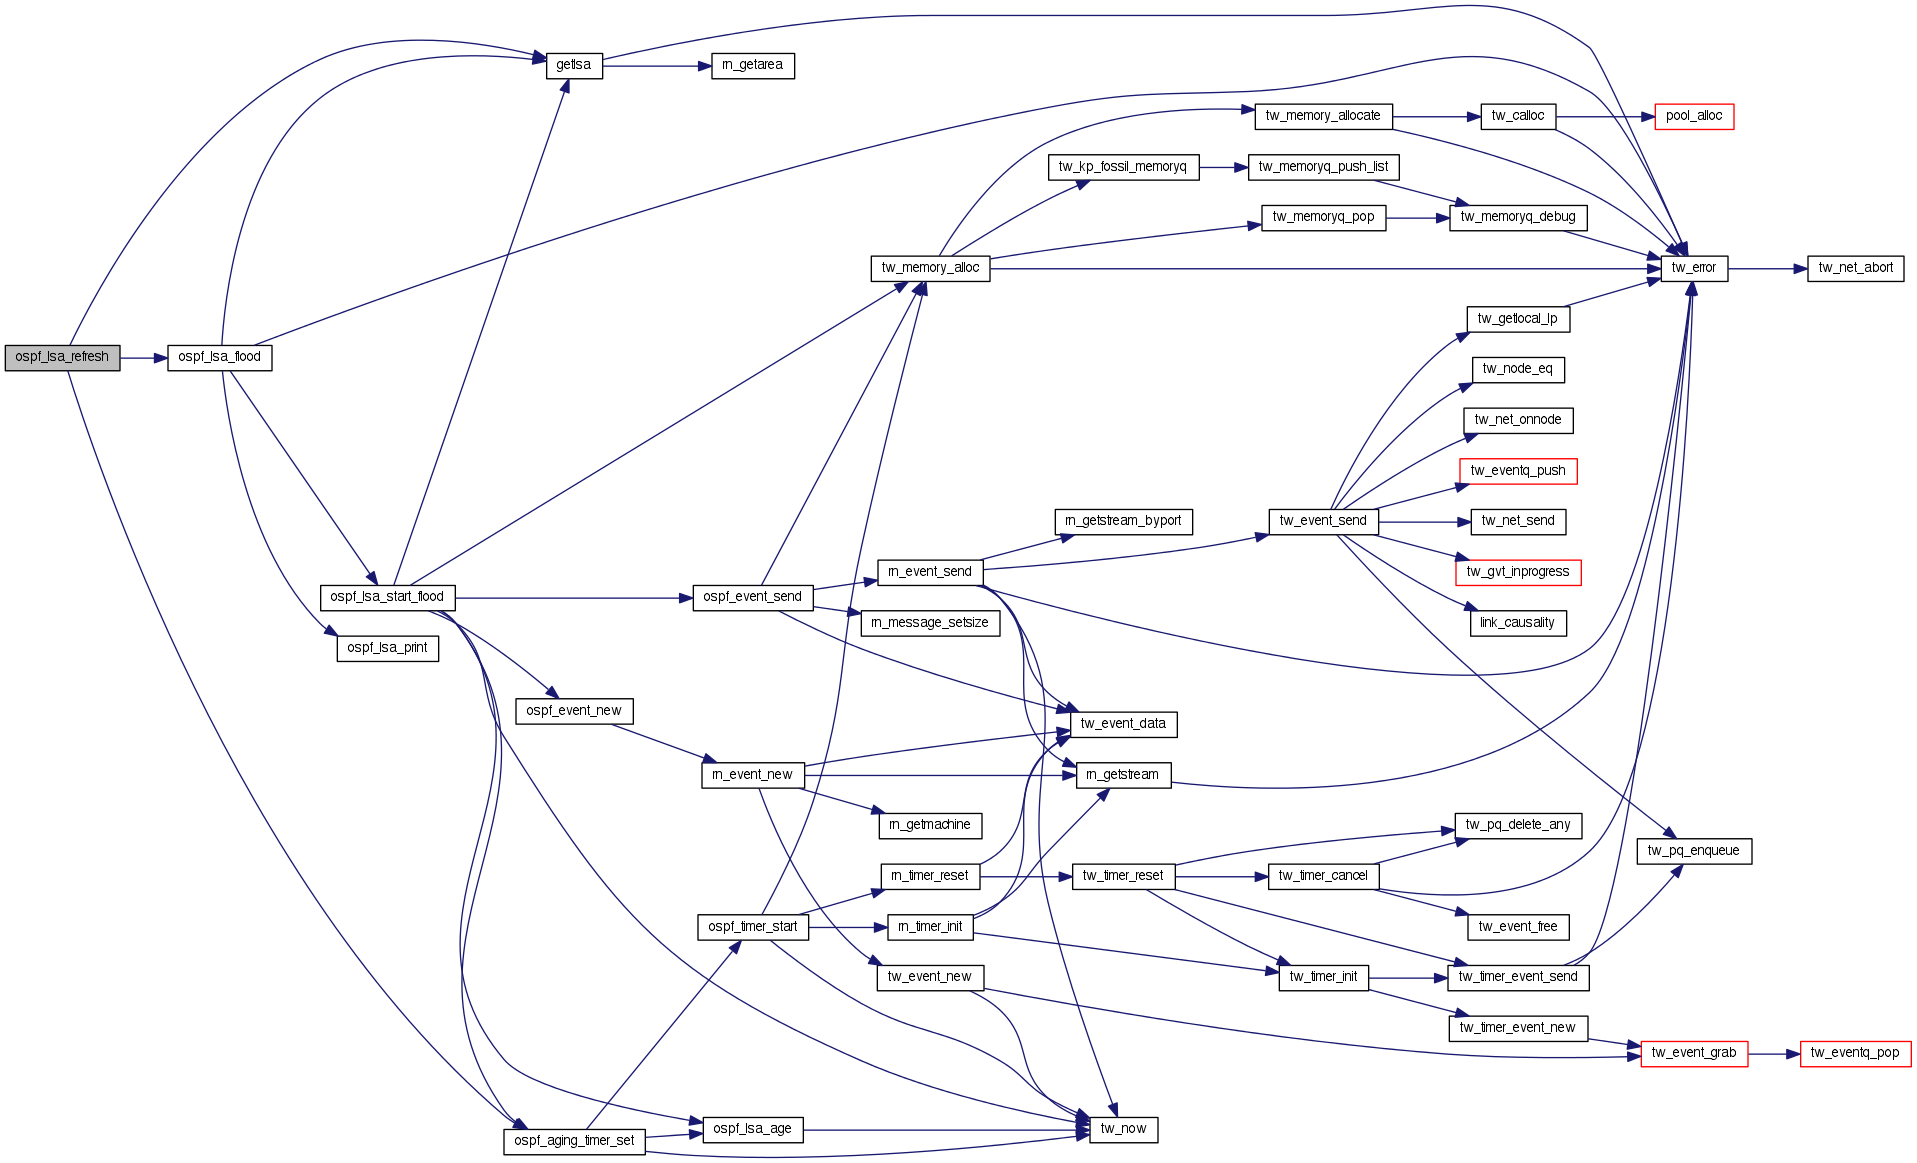 ospf_lsa_refresh
ospf_lsa_flood
getlsa
rn_getarea
ospf_lsa_start_flood
ospf_lsa_print
ospf_event_new
ospf_aging_timer_set
ospf_event_send
rn_event_new
ospf_timer_start
ospf_lsa_age
tw_memory_alloc
rn_event_send
rn_message_setsize
rn_getmachine
rn_timer_reset
rn_timer_init
tw_event_new
tw_kp_fossil_memoryq
rn_getstream_byport
tw_event_data
rn_getstream
tw_timer_reset
tw_now
tw_memory_allocate
tw_memoryq_push_list
tw_memoryq_pop
tw_event_send
tw_timer_cancel
tw_timer_init
tw_calloc
tw_memoryq_debug
tw_getlocal_lp
tw_node_eq
tw_net_onnode
tw_eventq_push
tw_net_send
tw_gvt_inprogress
link_causality
tw_pq_delete_any
tw_event_free
tw_timer_event_send
tw_timer_event_new
pool_alloc
tw_error
tw_pq_enqueue
tw_event_grab
tw_net_abort
tw_eventq_pop